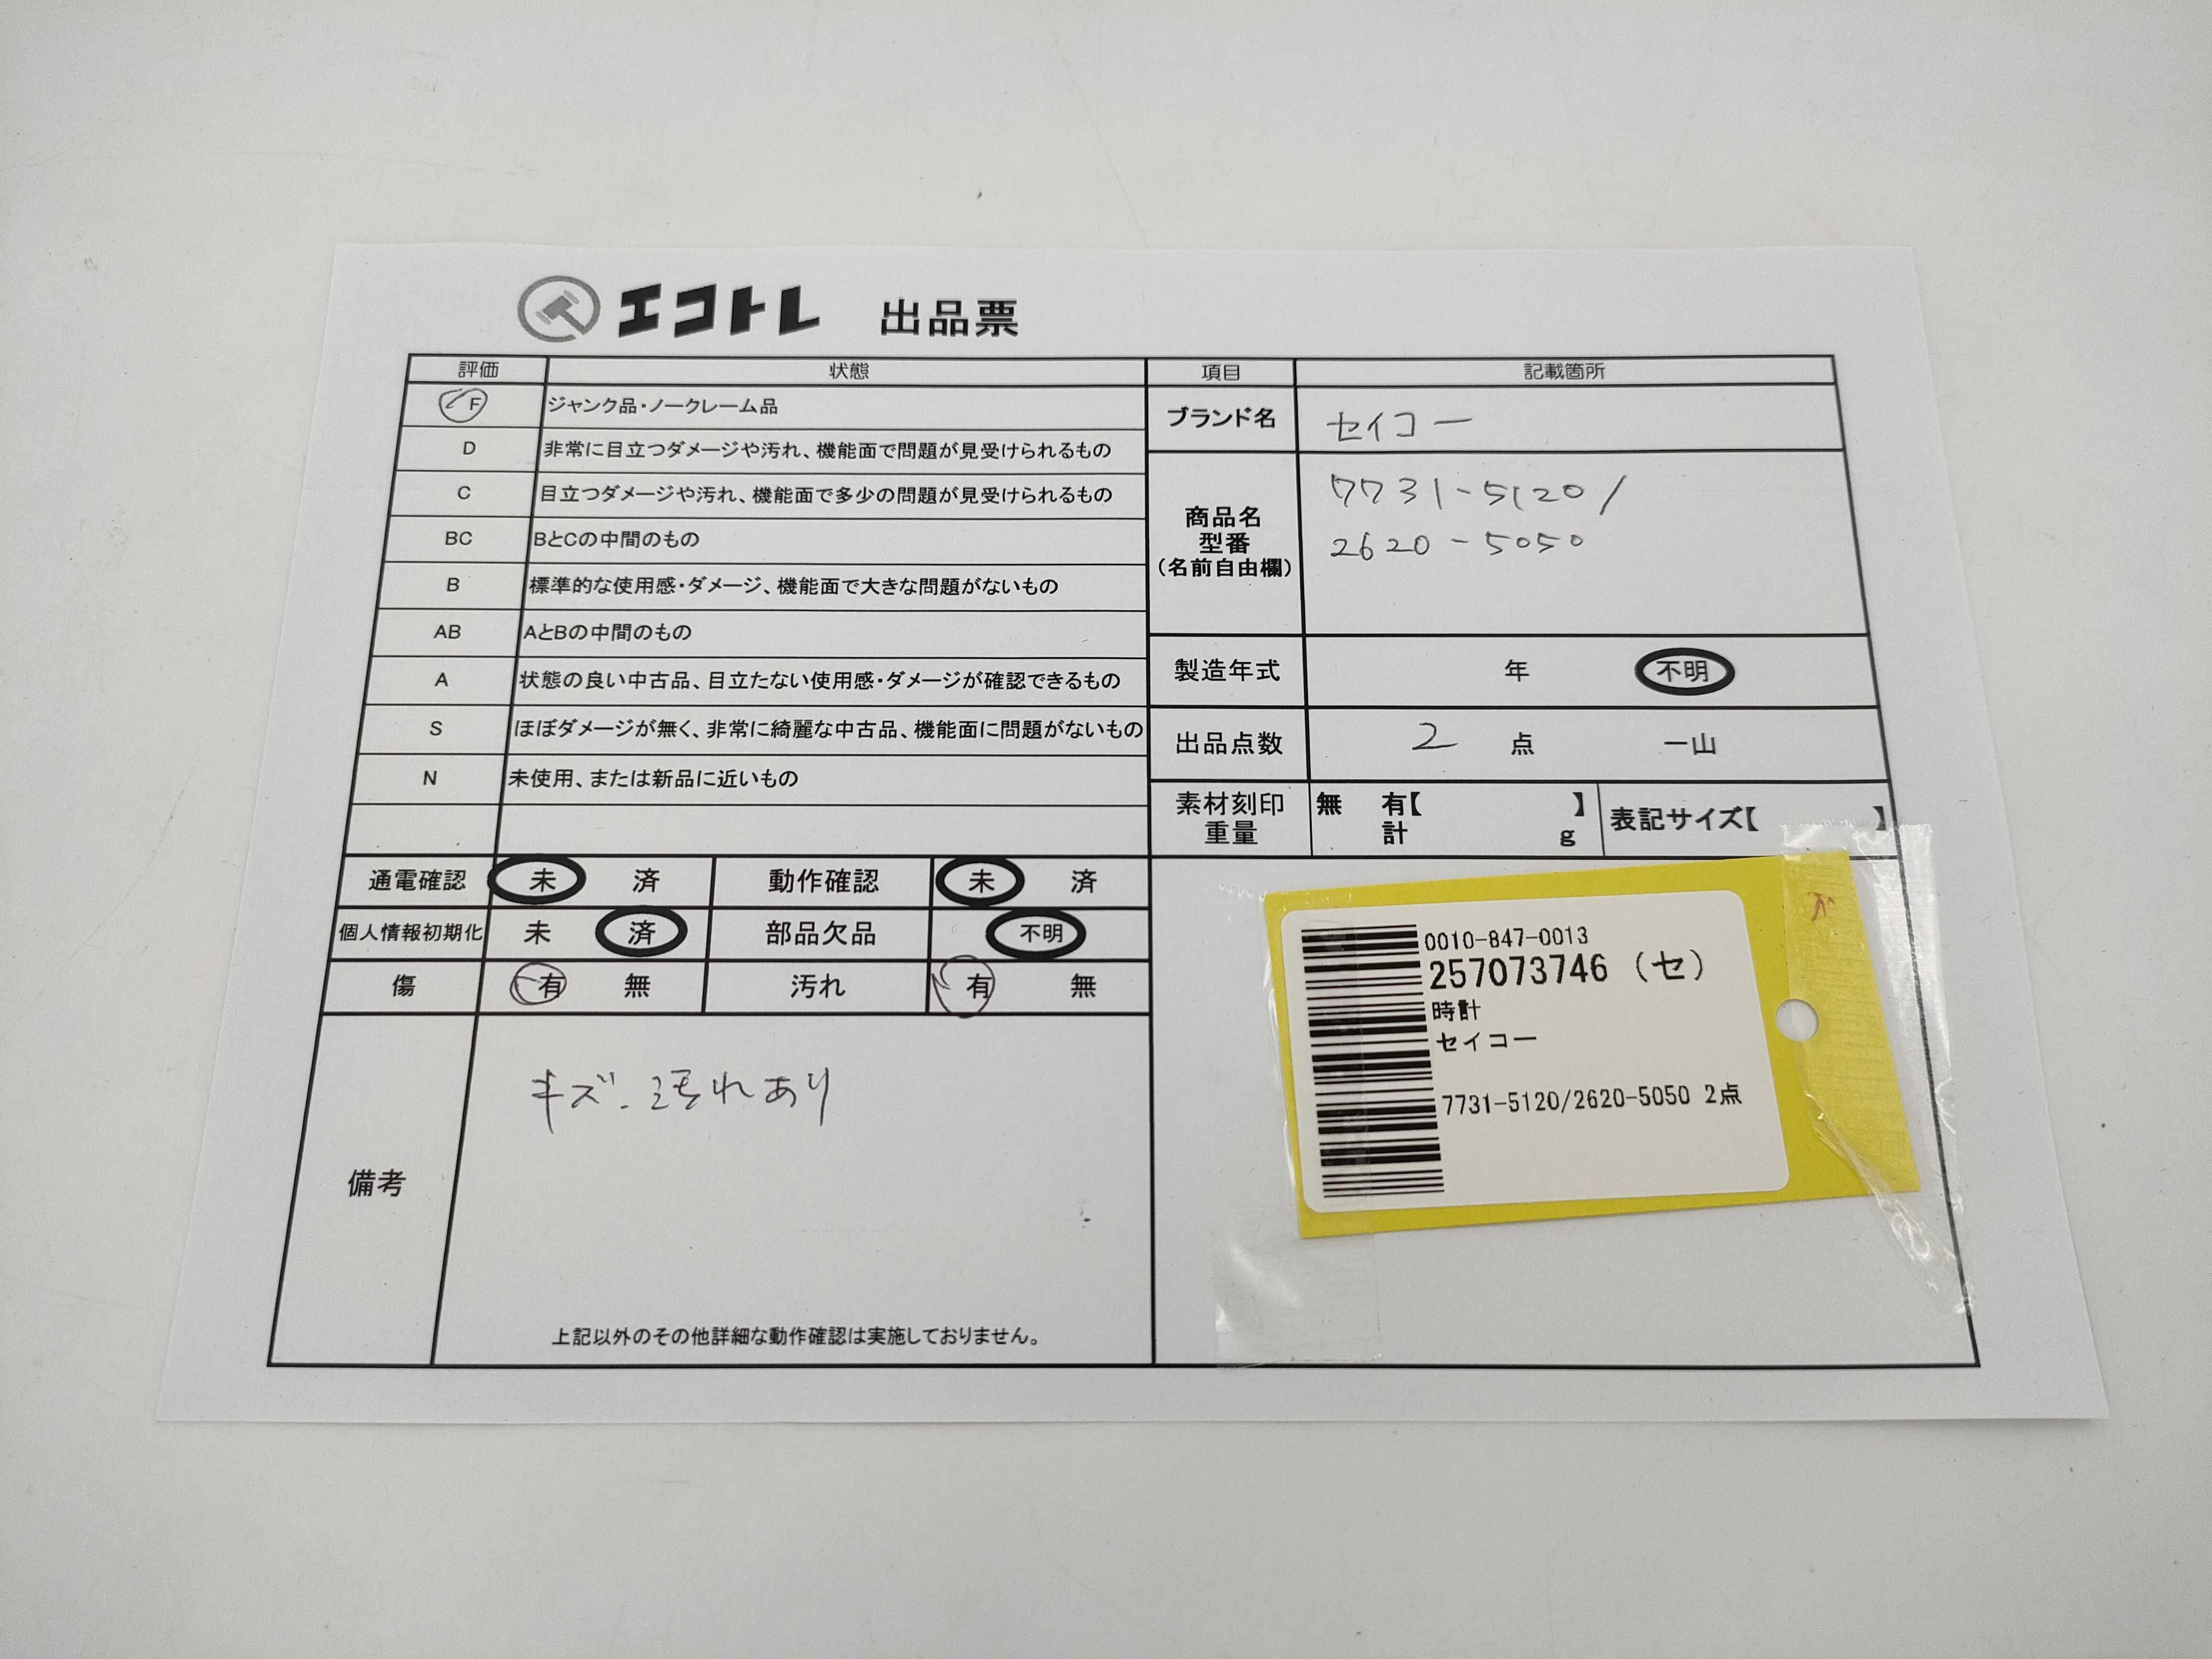 エコトレ 出品票
評価 状態
F ジャンク品・ノークレーム品
D 非常に目立つダメージや汚れ、機能面で問題が見受けられるもの
C 目立つダメージや汚れ、機能面で多少の問題が見受けられるもの
BC BとCの中間のもの
B 標準的な使用感・ダメージ、機能面で大きな問題がないもの
AB AとBの中間のもの
A 状態の良い中古品、目立たない使用感・ダメージが確認できるもの
S ほぼダメージが無く、非常に綺麗な中古品、機能面に問題がないもの
N 未使用、または新品に近いもの
項目 記載箇所
ブランド名 セイコー
商品名
型番
(名前自由欄)
7731-5120/
2620-5050
製造年式 年 不明
出品点数 2 点 一山
素材刻印
重量
無 有【 】
計 g
表記サイズ【 】
通電確認 未 済 動作確認 未 済
個人情報初期化 未 済 部品欠品 不明
傷 有 無 汚れ 有 無
備考
キズ、汚れあり
上記以外のその他詳細な動作確認は実施しておりません。
0010-847-0013
257073746 (セ)
時計
セイコー
7731-5120/2620-5050 2点